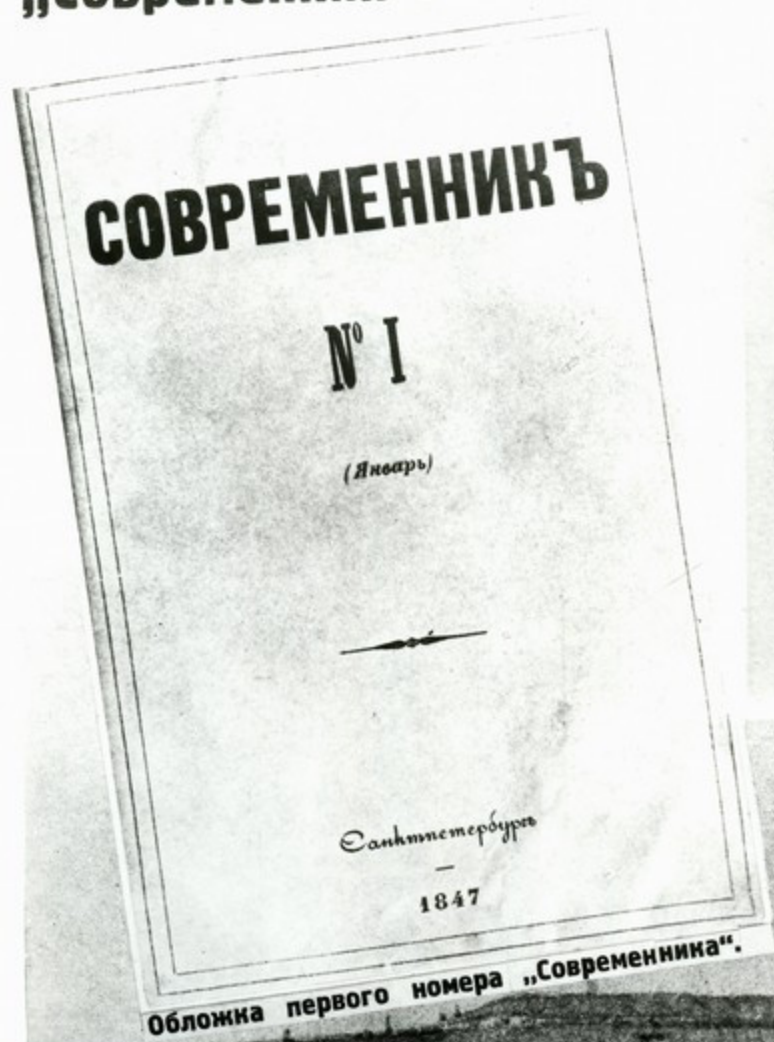 СОВРЕМЕННИКЪ
№ I
(Январь)
Санктпетербургъ
1847
Обложка первого номера „Современника“.